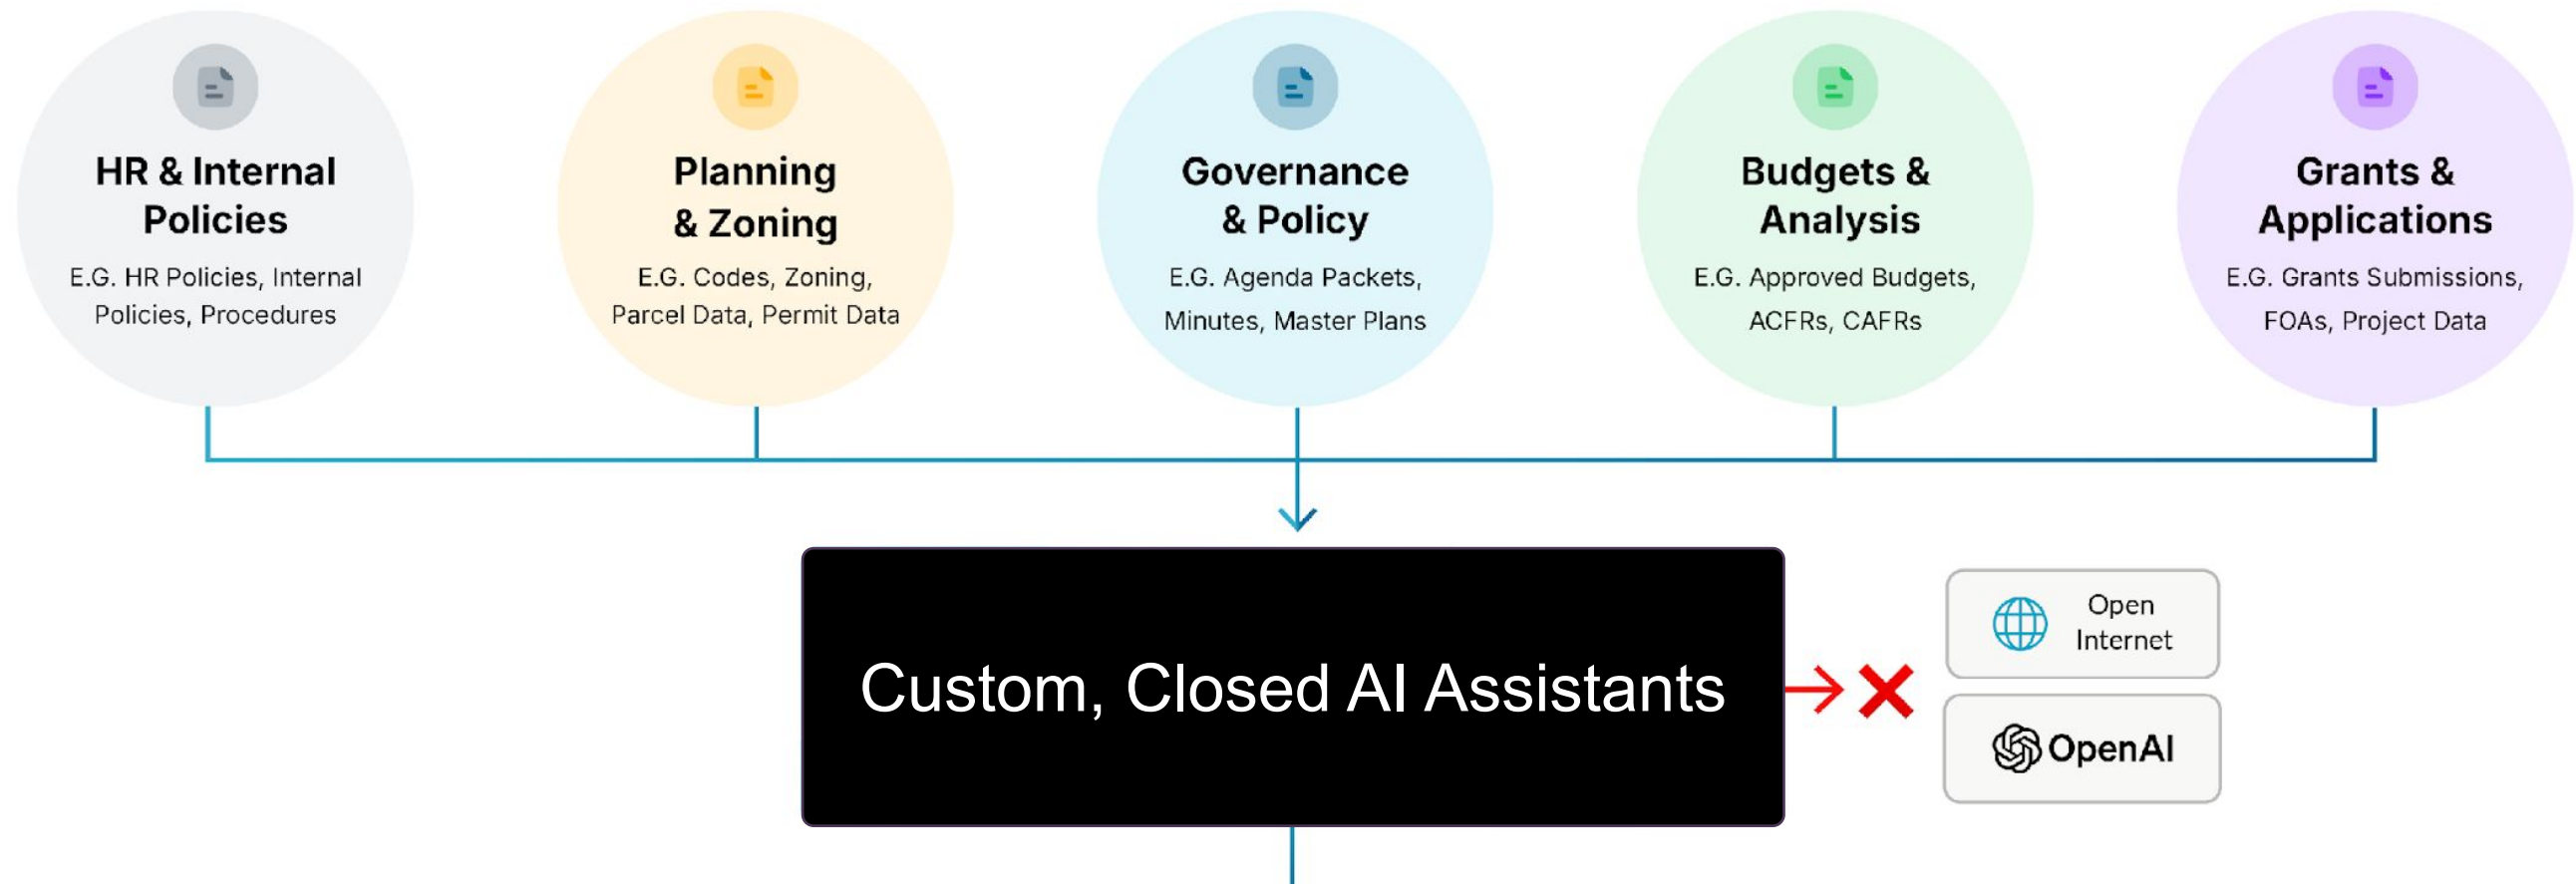 HR & Internal
Policies
E.G. HR Policies, Internal
Policies, Procedures
Planning
& Zoning
E.G. Codes, Zoning,
Parcel Data, Permit Data
Governance
& Policy
E.G. Agenda Packets,
Minutes, Master Plans
Budgets &
Analysis
E.G. Approved Budgets,
ACFRs, CAFRs
Grants &
Applications
E.G. Grants Submissions,
FOAs, Project Data
Custom, Closed AI Assistants
Open
Internet
OpenAI